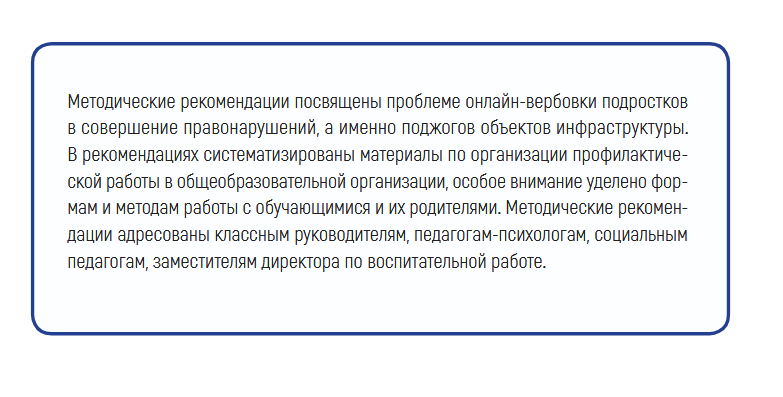 Методические рекомендации посвящены проблеме онлайн-вербовки подростков
в совершение правонарушений, а именно поджогов объектов инфраструктуры.
В рекомендациях систематизированы материалы по организации профилактиче-
ской работы в общеобразовательной организации, особое внимание уделено фор-
мам и методам работы с обучающимися и их родителями. Методические рекомен-
дации адресованы классным руководителям, педагогам-психологам, социальным
педагогам, заместителям директора по воспитательной работе.